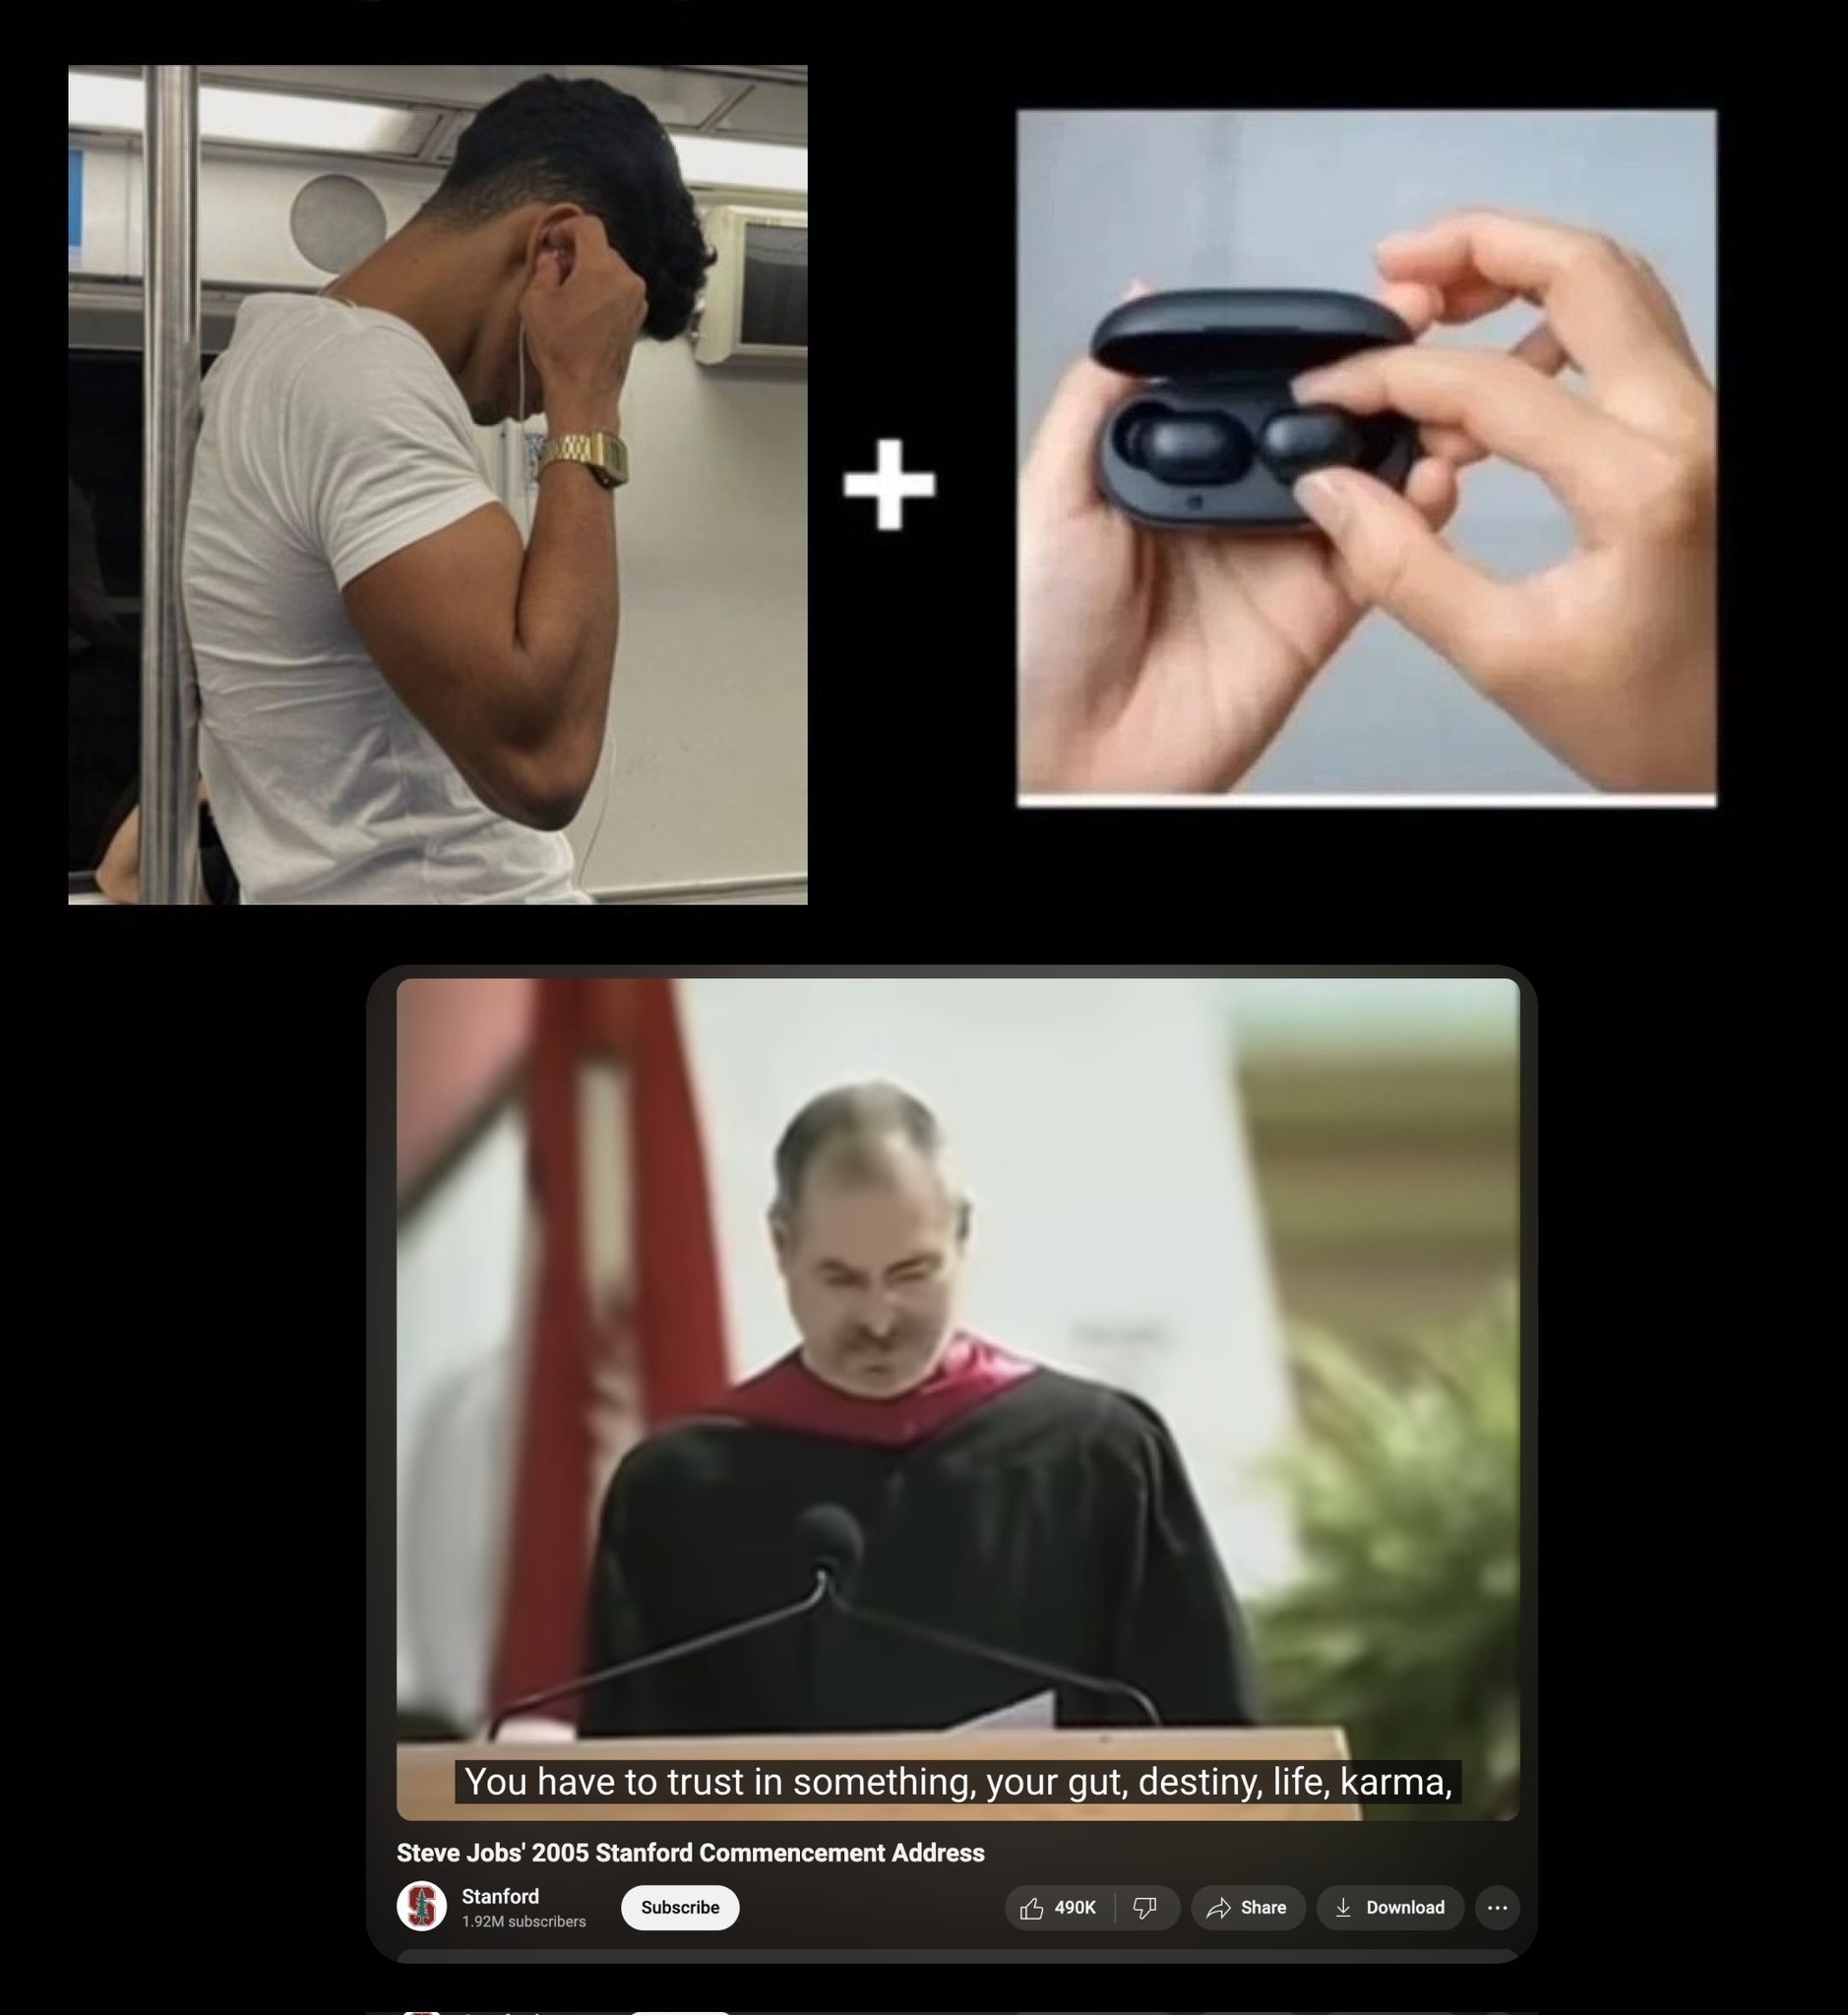 +
You have to trust in something, your gut, destiny, life, karma,
Steve Jobs' 2005 Stanford Commencement Address
Stanford
1.92M subscribers
Subscribe
490K
Share
Download